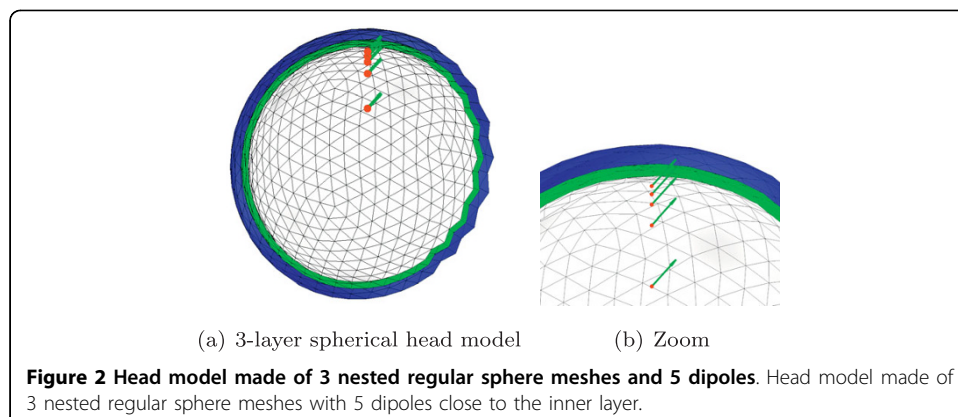 (a) 3-layer spherical head model
(b) Zoom
Figure 2 Head model made of 3 nested regular sphere meshes and 5 dipoles. Head model made of
3 nested regular sphere meshes with 5 dipoles close to the inner layer.